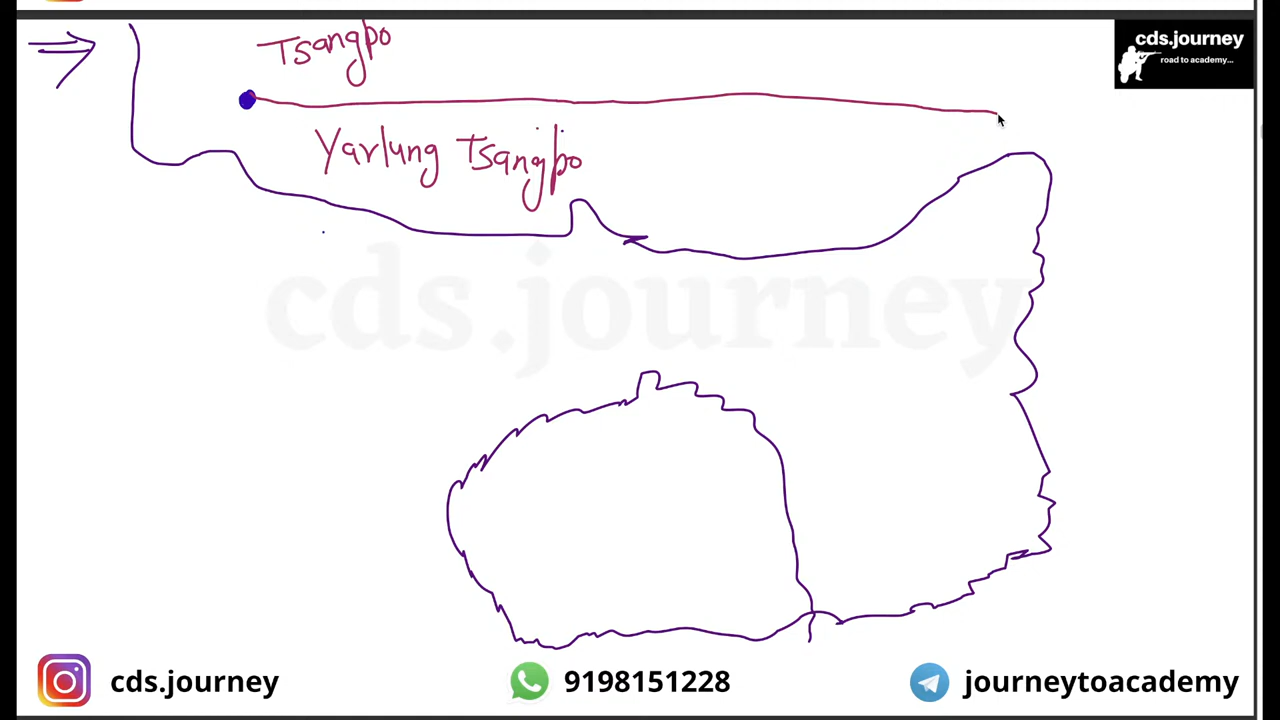 Tsangpo
cds.journey
road to academy...
Yarlung Tsangpo
cds.journey
cds.journey
9198151228
journeytoacademy